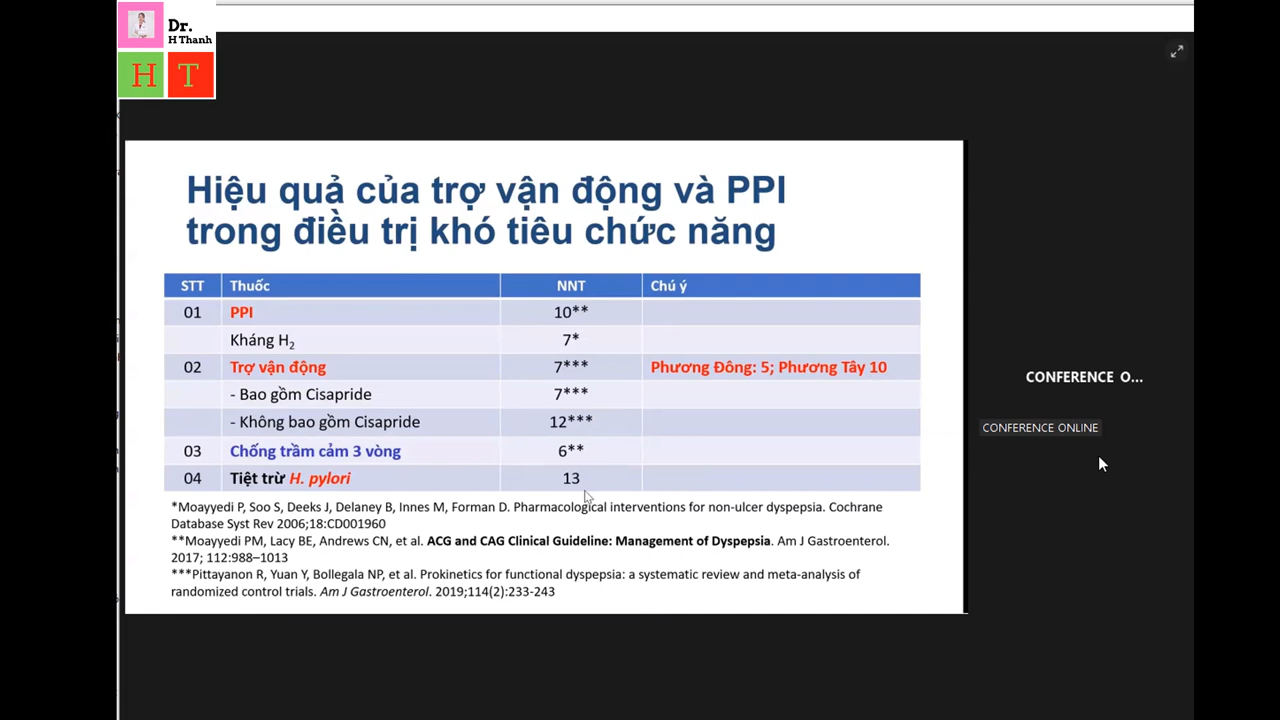 Dr.
H Thanh
H T
Hiệu quả của trợ vận động và PPI
trong điều trị khó tiêu chức năng
STT Thuốc NNT Chú ý
01 PPI 10**
Kháng H₂ 7*
02 Trợ vận động 7*** Phương Đông: 5; Phương Tây 10
- Bao gồm Cisapride 7***
- Không bao gồm Cisapride 12***
03 Chống trầm cảm 3 vòng 6**
04 Tiệt trừ H. pylori 13
*Moayyedi P, Soo S, Deeks J, Delaney B, Innes M, Forman D. Pharmacological interventions for non-ulcer dyspepsia. Cochrane
Database Syst Rev 2006;18:CD001960
**Moayyedi PM, Lacy BE, Andrews CN, et al. ACG and CAG Clinical Guideline: Management of Dyspepsia. Am J Gastroenterol.
2017; 112:988–1013
***Pittayanon R, Yuan Y, Bollegala NP, et al. Prokinetics for functional dyspepsia: a systematic review and meta-analysis of
randomized control trials. Am J Gastroenterol. 2019;114(2):233-243
CONFERENCE O...
CONFERENCE ONLINE